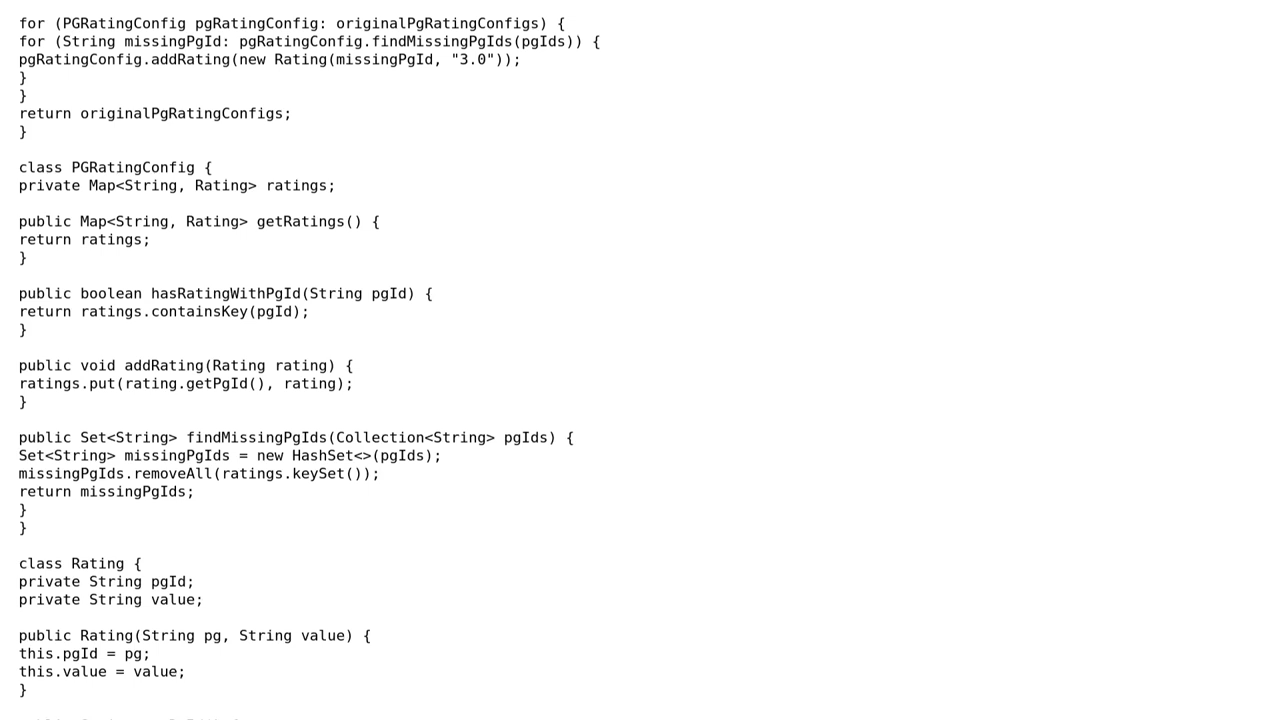 for (PGRatingConfig pgRatingConfig: originalPgRatingConfigs) {
for (String missingPgId: pgRatingConfig.findMissingPgIds(pgIds)) {
pgRatingConfig.addRating(new Rating(missingPgId, "3.0"));
}
}
return originalPgRatingConfigs;
}

class PGRatingConfig {
private Map<String, Rating> ratings;

public Map<String, Rating> getRatings() {
return ratings;
}

public boolean hasRatingWithPgId(String pgId) {
return ratings.containsKey(pgId);
}

public void addRating(Rating rating) {
ratings.put(rating.getPgId(), rating);
}

public Set<String> findMissingPgIds(Collection<String> pgIds) {
Set<String> missingPgIds = new HashSet<>(pgIds);
missingPgIds.removeAll(ratings.keySet());
return missingPgIds;
}
}

class Rating {
private String pgId;
private String value;

public Rating(String pg, String value) {
this.pgId = pg;
this.value = value;
}